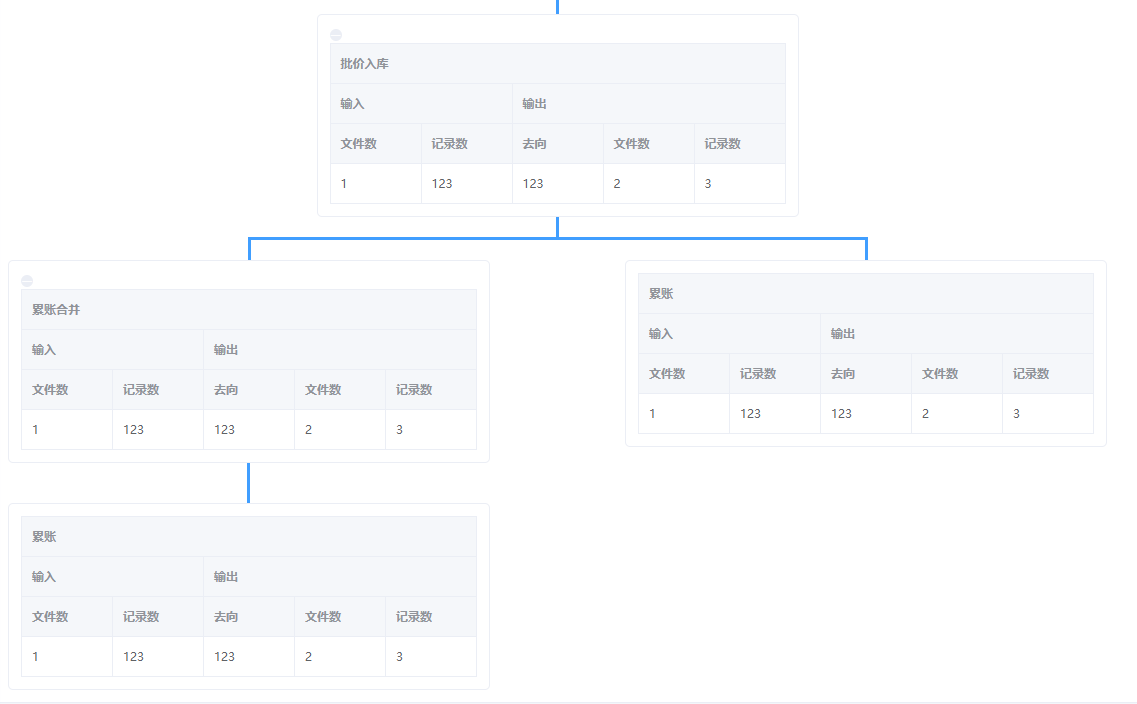 批价入库
输入 输出
文件数 记录数 去向 文件数 记录数
1 123 123 2 3
累账合并
输入 输出
文件数 记录数 去向 文件数 记录数
1 123 123 2 3
累账
输入 输出
文件数 记录数 去向 文件数 记录数
1 123 123 2 3
累账
输入 输出
文件数 记录数 去向 文件数 记录数
1 123 123 2 3